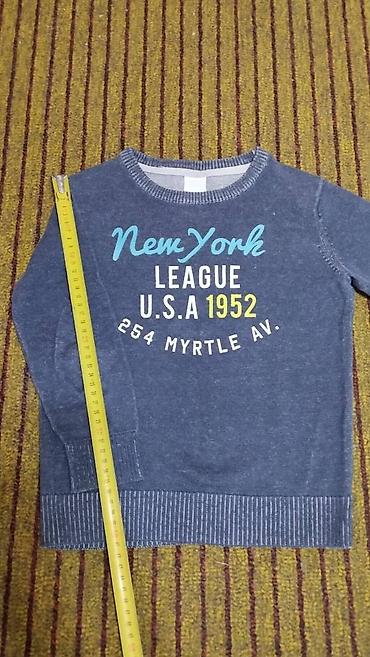 New York
LEAGUE
U.S.A 1952
254 MYRTLE AV.